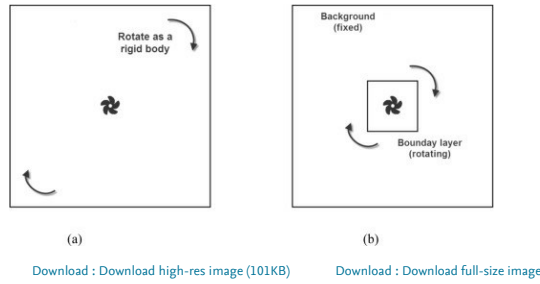 Rotate as a
rigid body
Background
(fixed)
Bounday layer
(rotating)
(a)
(b)
Download : Download high-res image (101KB)
Download : Download full-size image